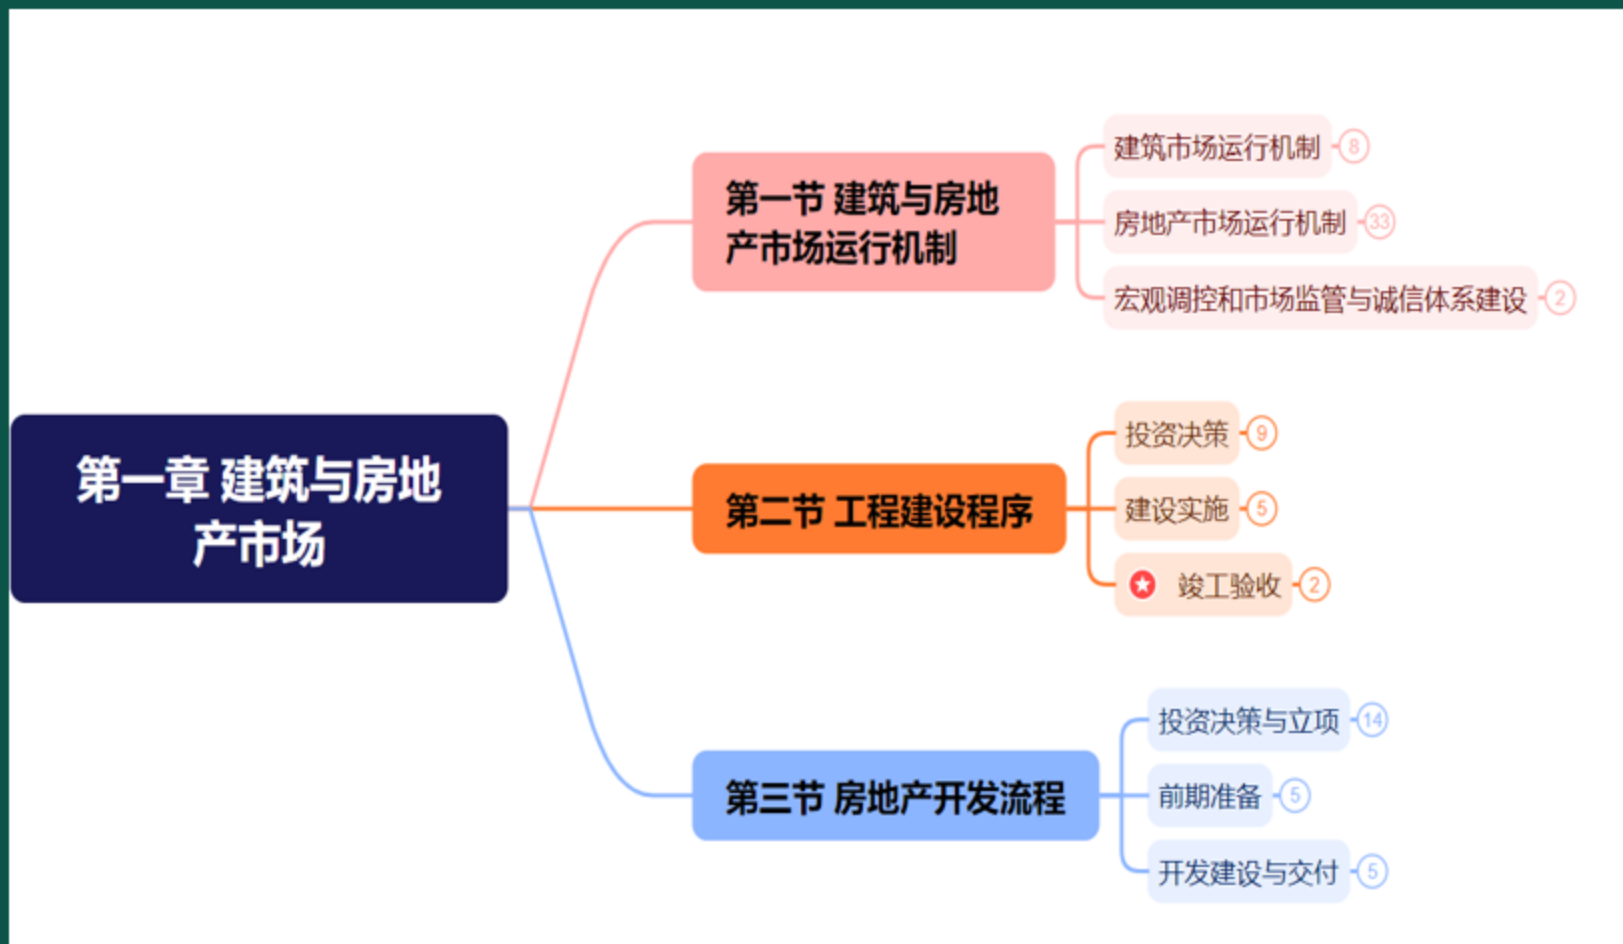 第一章 建筑与房地
产市场
第一节 建筑与房地
产市场运行机制
建筑市场运行机制 8
房地产市场运行机制 33
宏观调控和市场监管与诚信体系建设 2
第二节 工程建设程序
投资决策 9
建设实施 5
竣工验收 2
第三节 房地产开发流程
投资决策与立项 14
前期准备 5
开发建设与交付 5